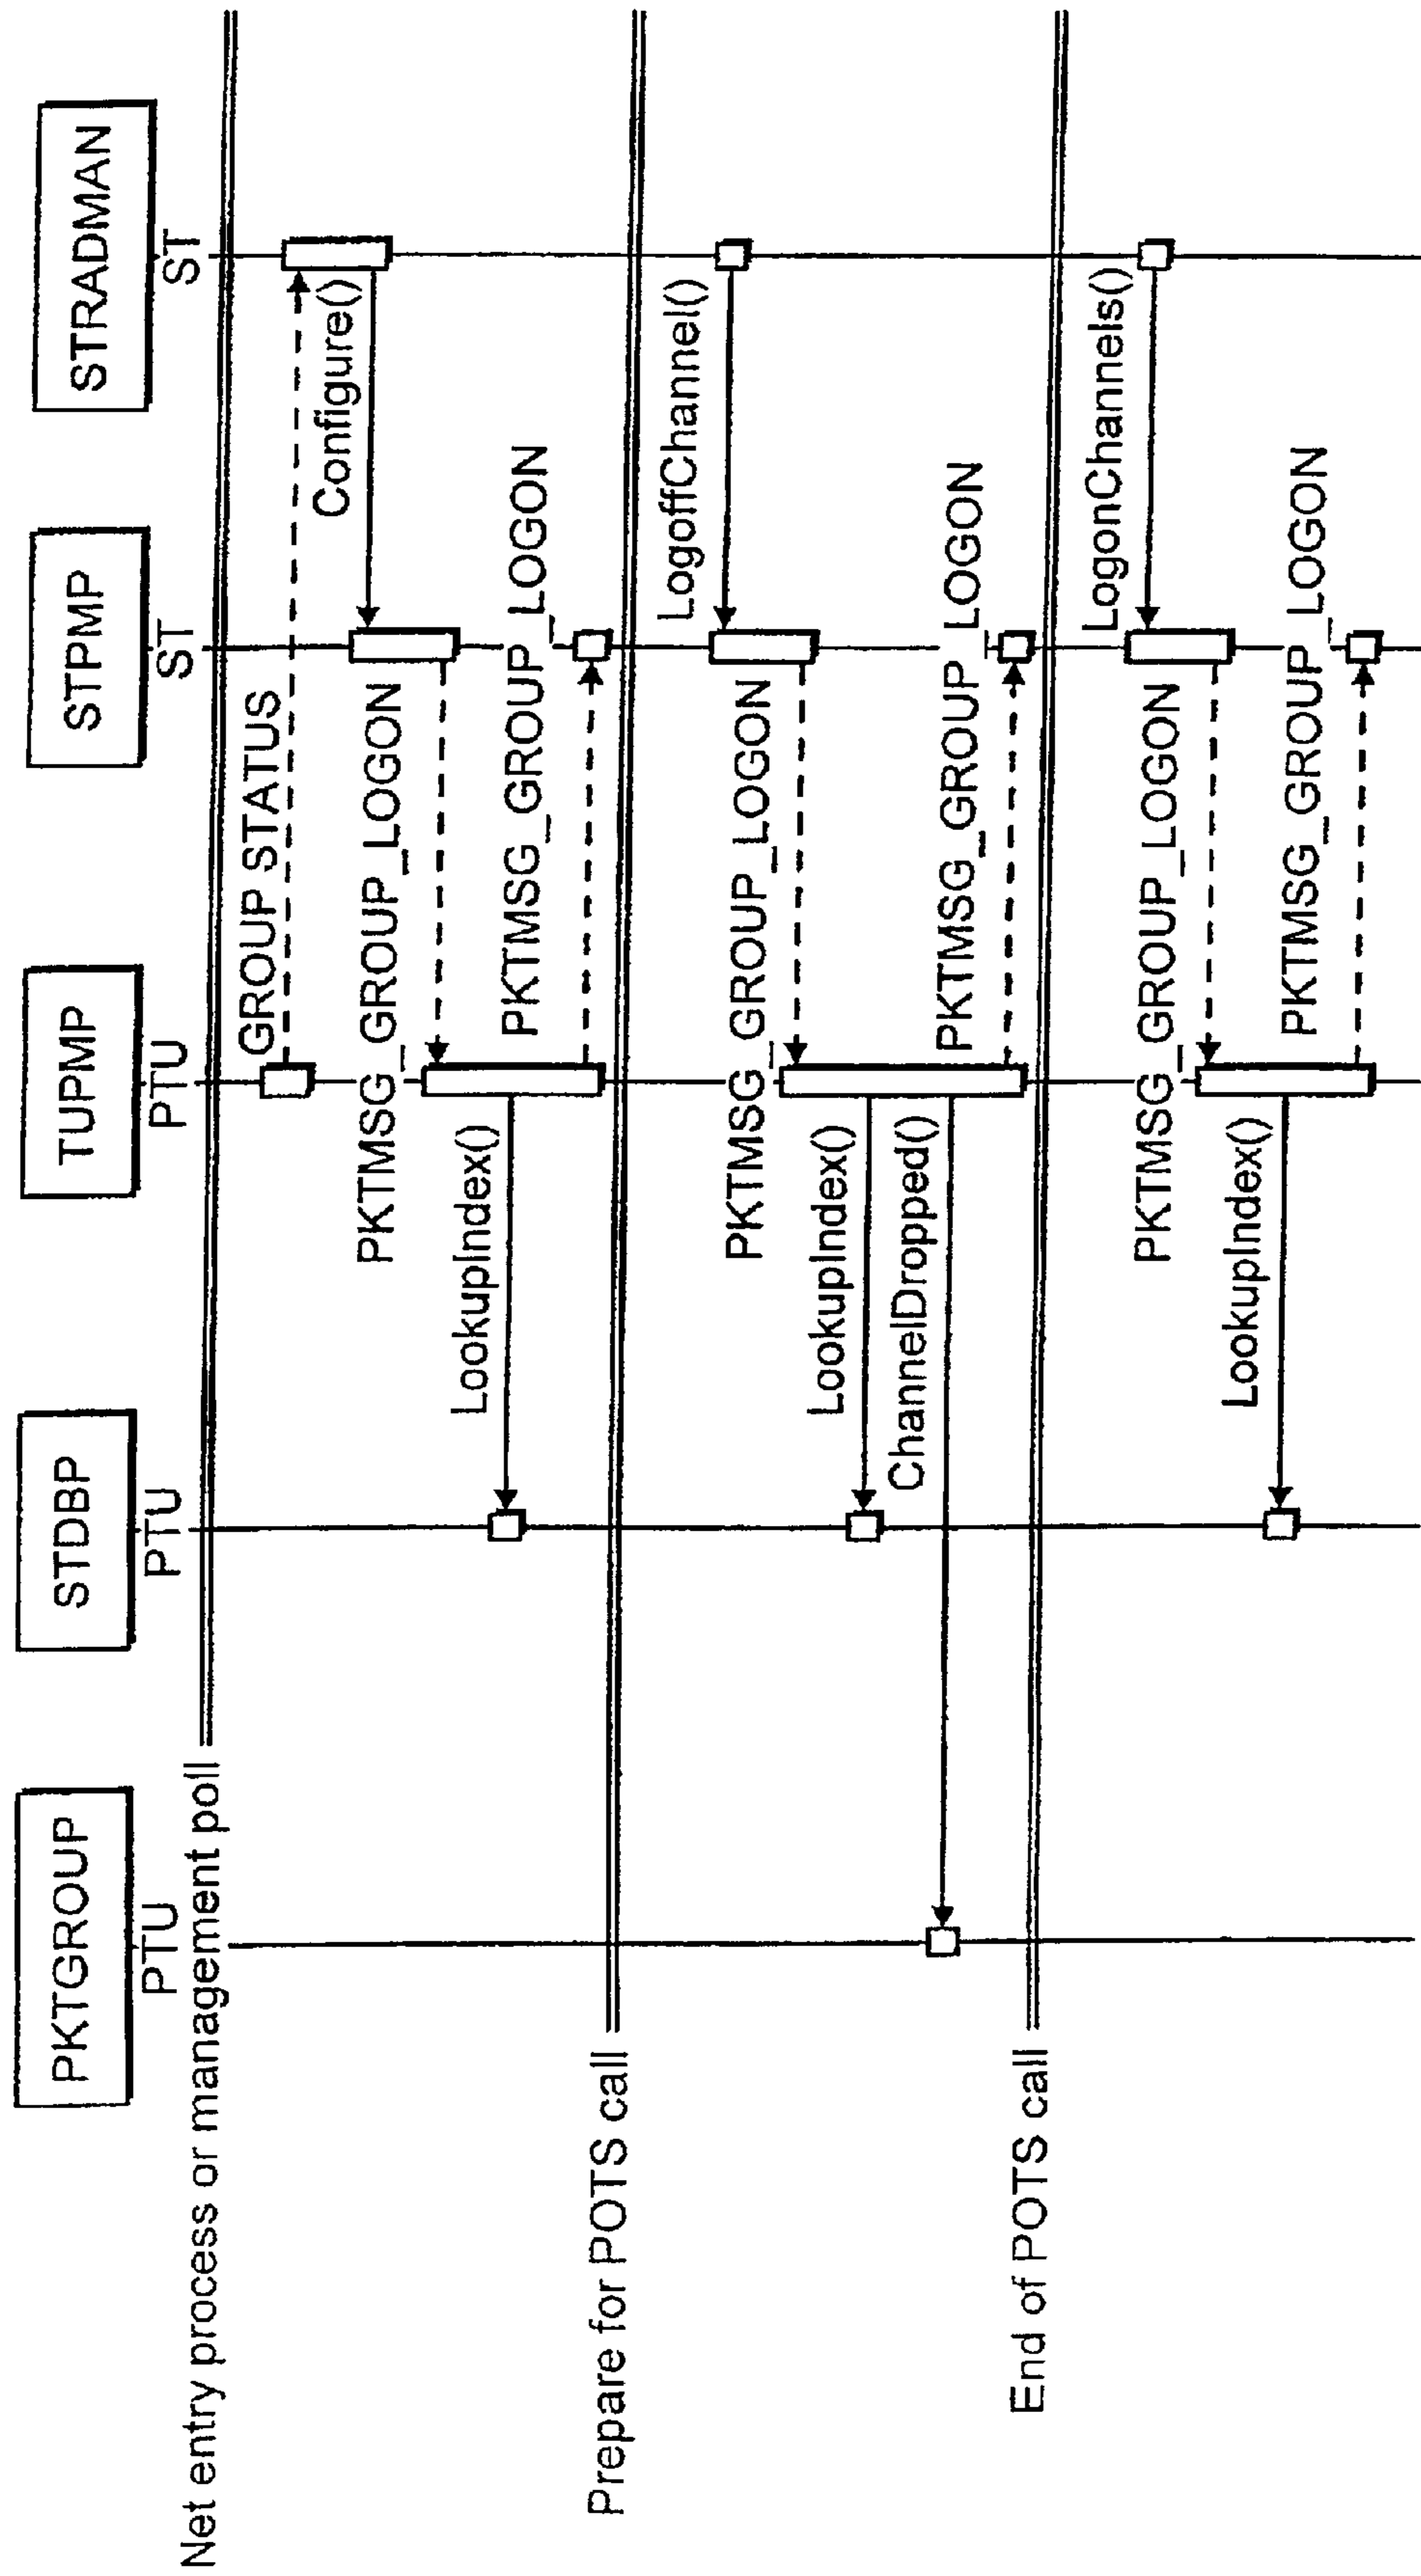 PKTGROUP
STDBP
TUPMP
STPMP
STRADMAN
PTU
PTU
PTU
ST
ST
Net entry process or management poll
GROUP STATUS
Configure()
PKTMSG_GROUP_LOGON
LookupIndex()
PKTMSG_GROUP_LOGON
Prepare for POTS call
LogoffChannel()
PKTMSG_GROUP_LOGON
LookupIndex()
ChannelDropped()
PKTMSG_GROUP_LOGON
End of POTS call
LogonChannels()
PKTMSG_GROUP_LOGON
LookupIndex()
PKTMSG_GROUP_LOGON